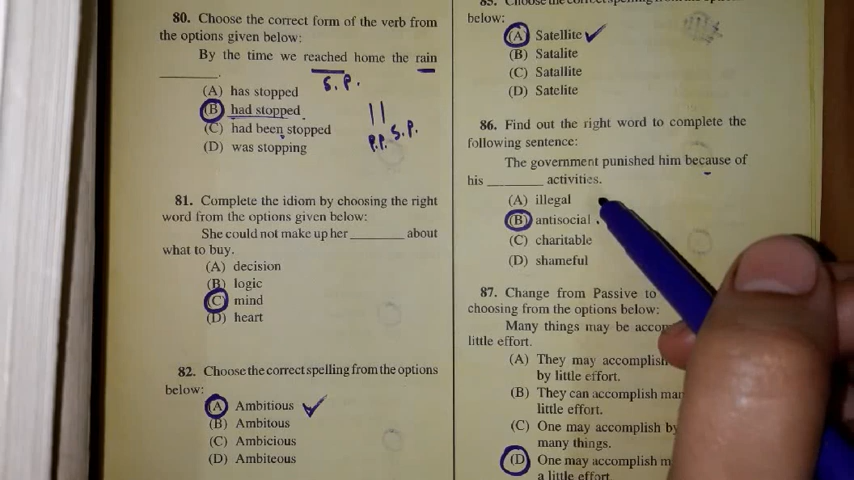 80. Choose the correct form of the verb from
the options given below:
By the time we reached home the rain
________.
S.P.
(A) has stopped
(B) had stopped
(C) had been stopped
(D) was stopping
P.P. S.P.
81. Complete the idiom by choosing the right
word from the options given below:
She could not make up her ________ about
what to buy.
(A) decision
(B) logic
(C) mind
(D) heart
82. Choose the correct spelling from the options
below:
(A) Ambitious
(B) Ambitous
(C) Ambicious
(D) Ambiteous
below:
(A) Satellite
(B) Satalite
(C) Satallite
(D) Satelite
86. Find out the right word to complete the
following sentence:
The government punished him because of
his ________ activities.
(A) illegal
(B) antisocial
(C) charitable
(D) shameful
87. Change from Passive to
choosing from the options below:
Many things may be
little effort.
(A) They may accomplish
by little effort.
(B) They can accomplish
little effort.
(C) One may accomplish by
many things.
(D) One may accomplish
a little effort.